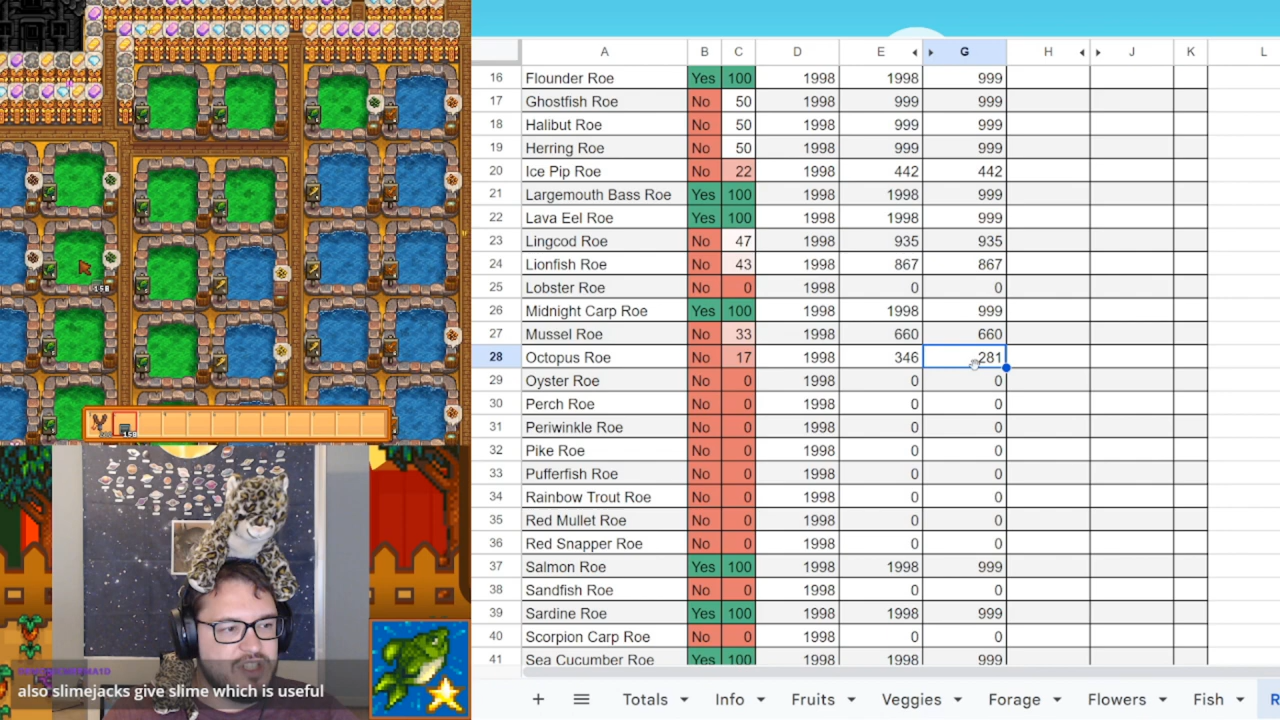 A B C D E G H J K L
16 Flounder Roe Yes 100 1998 1998 999
17 Ghostfish Roe No 50 1998 999 999
18 Halibut Roe No 50 1998 999 999
19 Herring Roe No 50 1998 999 999
20 Ice Pip Roe No 22 1998 442 442
21 Largemouth Bass Roe Yes 100 1998 1998 999
22 Lava Eel Roe Yes 100 1998 1998 999
23 Lingcod Roe No 47 1998 935 935
24 Lionfish Roe No 43 1998 867 867
25 Lobster Roe No 0 1998 0 0
26 Midnight Carp Roe Yes 100 1998 1998 999
27 Mussel Roe No 33 1998 660 660
28 Octopus Roe No 17 1998 346 281
29 Oyster Roe No 0 1998 0 0
30 Perch Roe No 0 1998 0 0
31 Periwinkle Roe No 0 1998 0 0
32 Pike Roe No 0 1998 0 0
33 Pufferfish Roe No 0 1998 0 0
34 Rainbow Trout Roe No 0 1998 0 0
35 Red Mullet Roe No 0 1998 0 0
36 Red Snapper Roe No 0 1998 0 0
37 Salmon Roe Yes 100 1998 1998 999
38 Sandfish Roe No 0 1998 0 0
39 Sardine Roe Yes 100 1998 1998 999
40 Scorpion Carp Roe No 0 1998 0 0
41 Sea Cucumber Roe Yes 100 1998 1998 999
+ Totals Info Fruits Veggies Forage Flowers Fish R
158
158
also slimejacks give slime which is useful